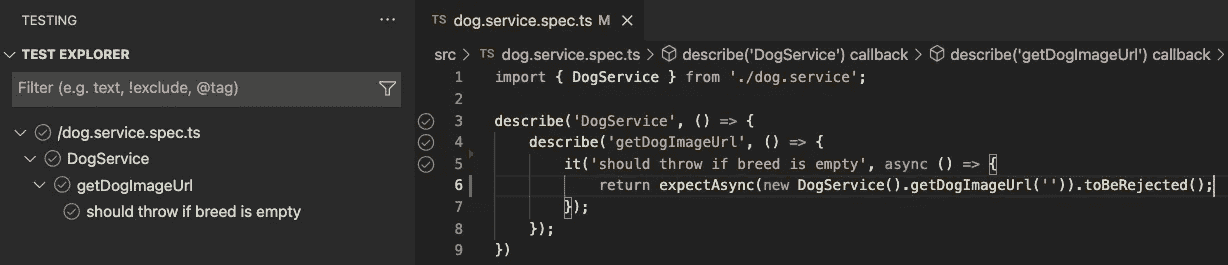 TESTING
TEST EXPLORER
Filter (e.g. text, !exclude, @tag)
/dog.service.spec.ts
DogService
getDogImageUrl
should throw if breed is empty
TS dog.service.spec.ts M
src > TS dog.service.spec.ts > describe('DogService') callback > describe('getDogImageUrl') callback >
1 import { DogService } from './dog.service';
2
3 describe('DogService', () => {
4 describe('getDogImageUrl', () => {
5 it('should throw if breed is empty', async () => {
6 return expectAsync(new DogService().getDogImageUrl('')).toBeRejected();
7 });
8 });
9 })